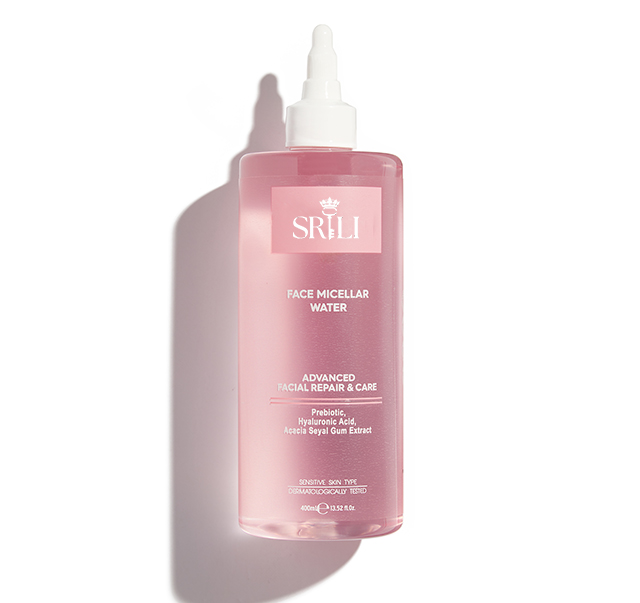 SRILI
FACE MICELLAR
WATER
ADVANCED
FACIAL REPAIR & CARE
Prebiotic,
Hyaluronic Acid,
Acacia Seyal Gum Extract
SENSITIVE SKIN TYPE
DERMATOLOGICALLY TESTED
400ml ℮ 13.52 fl.oz.